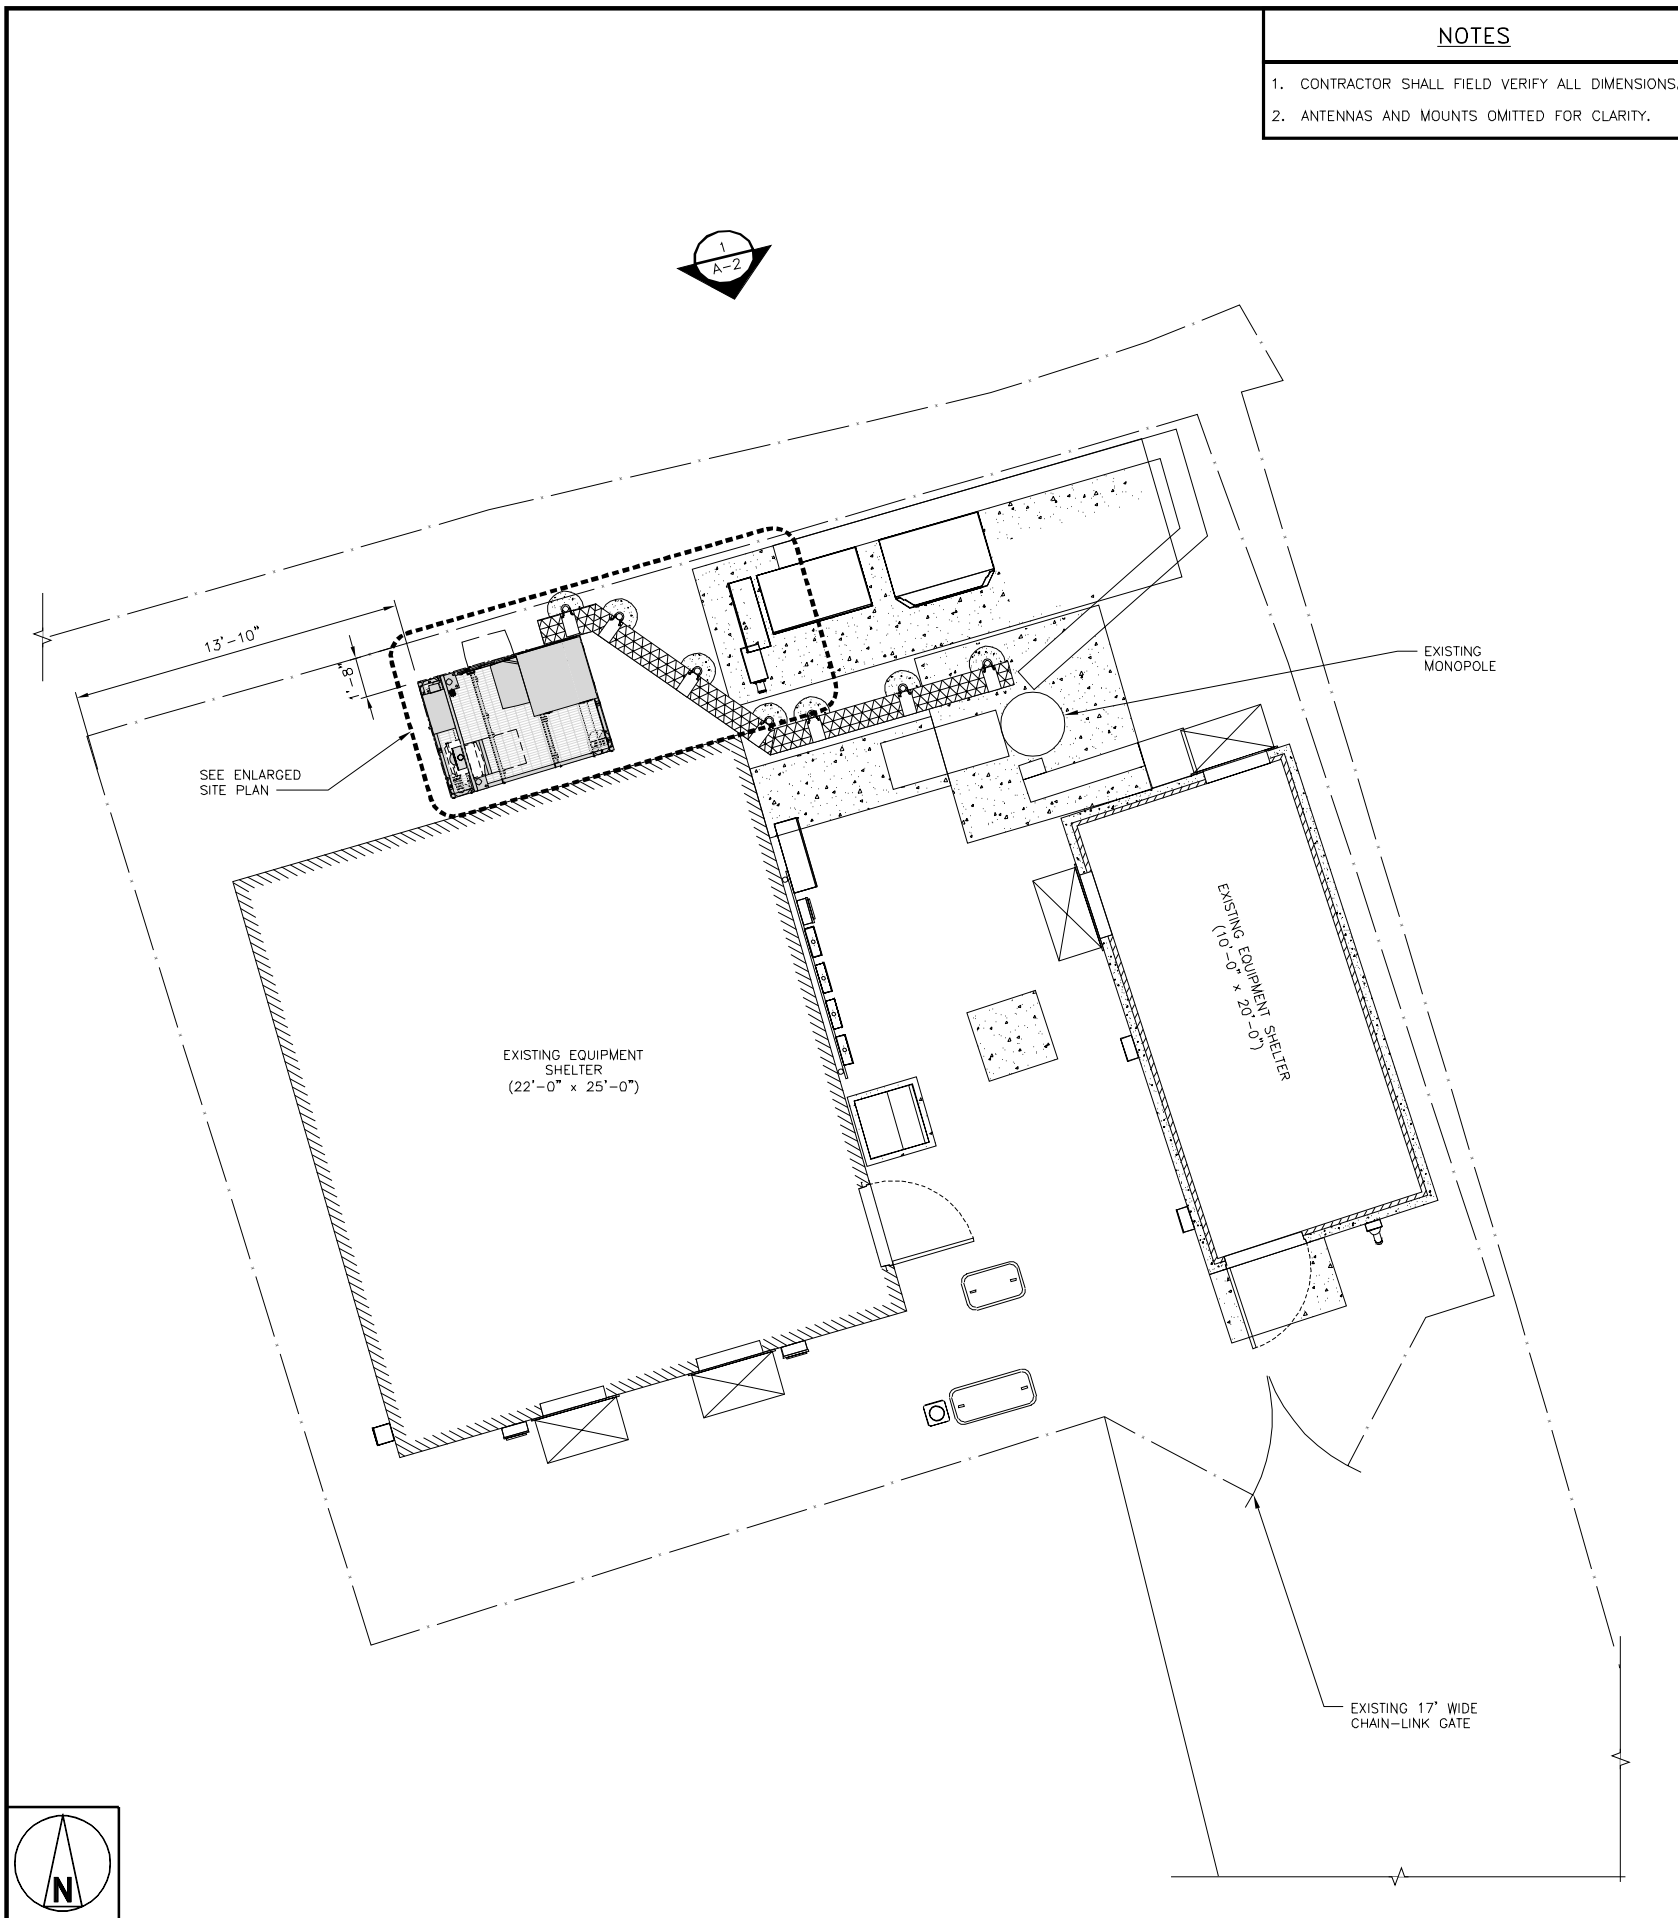 NOTES
1. CONTRACTOR SHALL FIELD VERIFY ALL DIMENSIONS.
2. ANTENNAS AND MOUNTS OMITTED FOR CLARITY.
1
A-2
13'-10"
EXISTING
MONOPOLE
SEE ENLARGED
SITE PLAN
EXISTING EQUIPMENT SHELTER
(10'-0" x 20'-0")
EXISTING EQUIPMENT
SHELTER
(22'-0" x 25'-0")
EXISTING 17' WIDE
CHAIN-LINK GATE
N